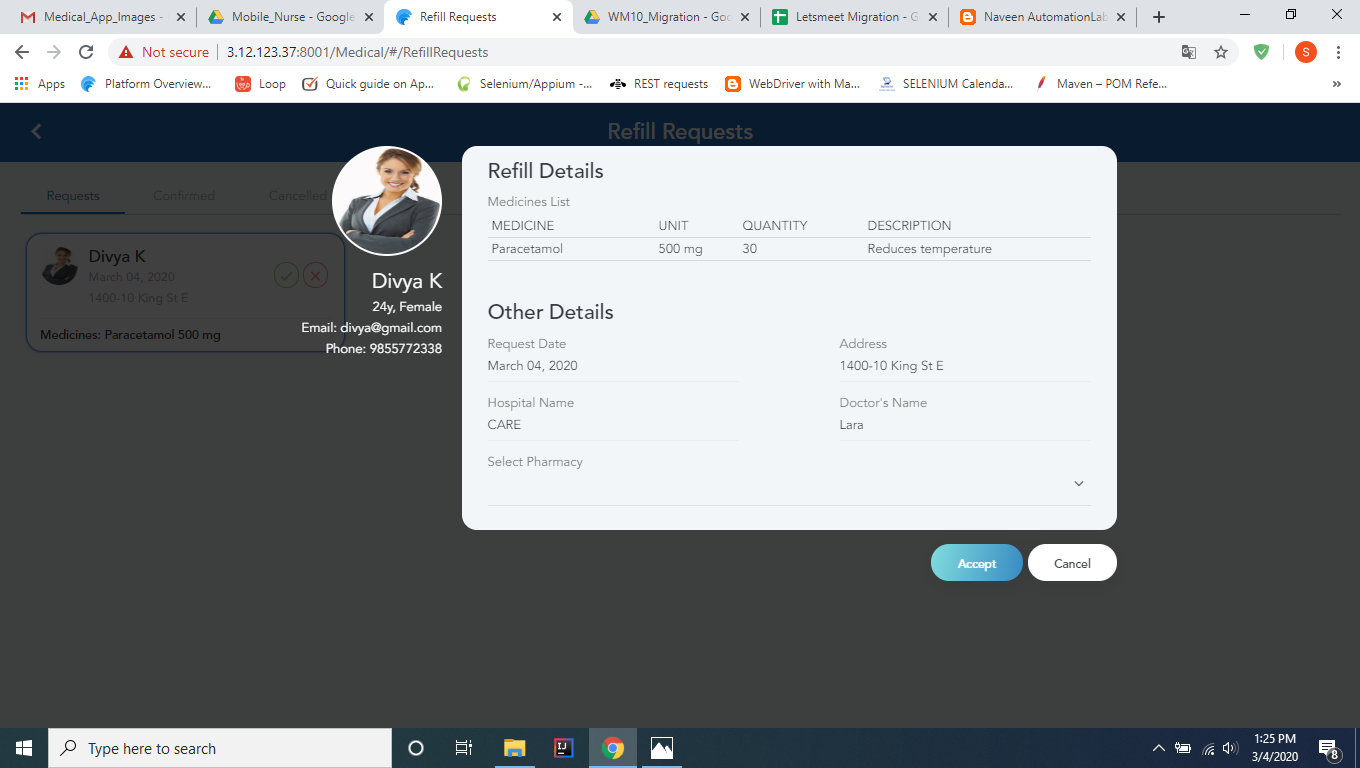 Medical_App_Images -
Mobile_Nurse - Google
Refill Requests
WM10_Migration - Goo
Letsmeet Migration - G
Naveen AutomationLab
Not secure
3.12.123.37:8001/Medical/#/RefillRequests
S
Apps
Platform Overview...
Loop
Quick guide on Ap...
Selenium/Appium -...
REST requests
WebDriver with Ma...
SELENIUM Calenda...
Maven – POM Refe...
»
Refill Requests
Requests
Confirmed
Cancelled
Divya K
March 04, 2020
1400-10 King St E
Medicines: Paracetamol 500 mg
Divya K
24y, Female
Email: divya@gmail.com
Phone: 9855772338
Refill Details
Medicines List
MEDICINE UNIT QUANTITY DESCRIPTION
Paracetamol 500 mg 30 Reduces temperature
Other Details
Request Date Address
March 04, 2020 1400-10 King St E
Hospital Name Doctor's Name
CARE Lara
Select Pharmacy
Accept Cancel
Type here to search
IJ
1:25 PM
3/4/2020
8